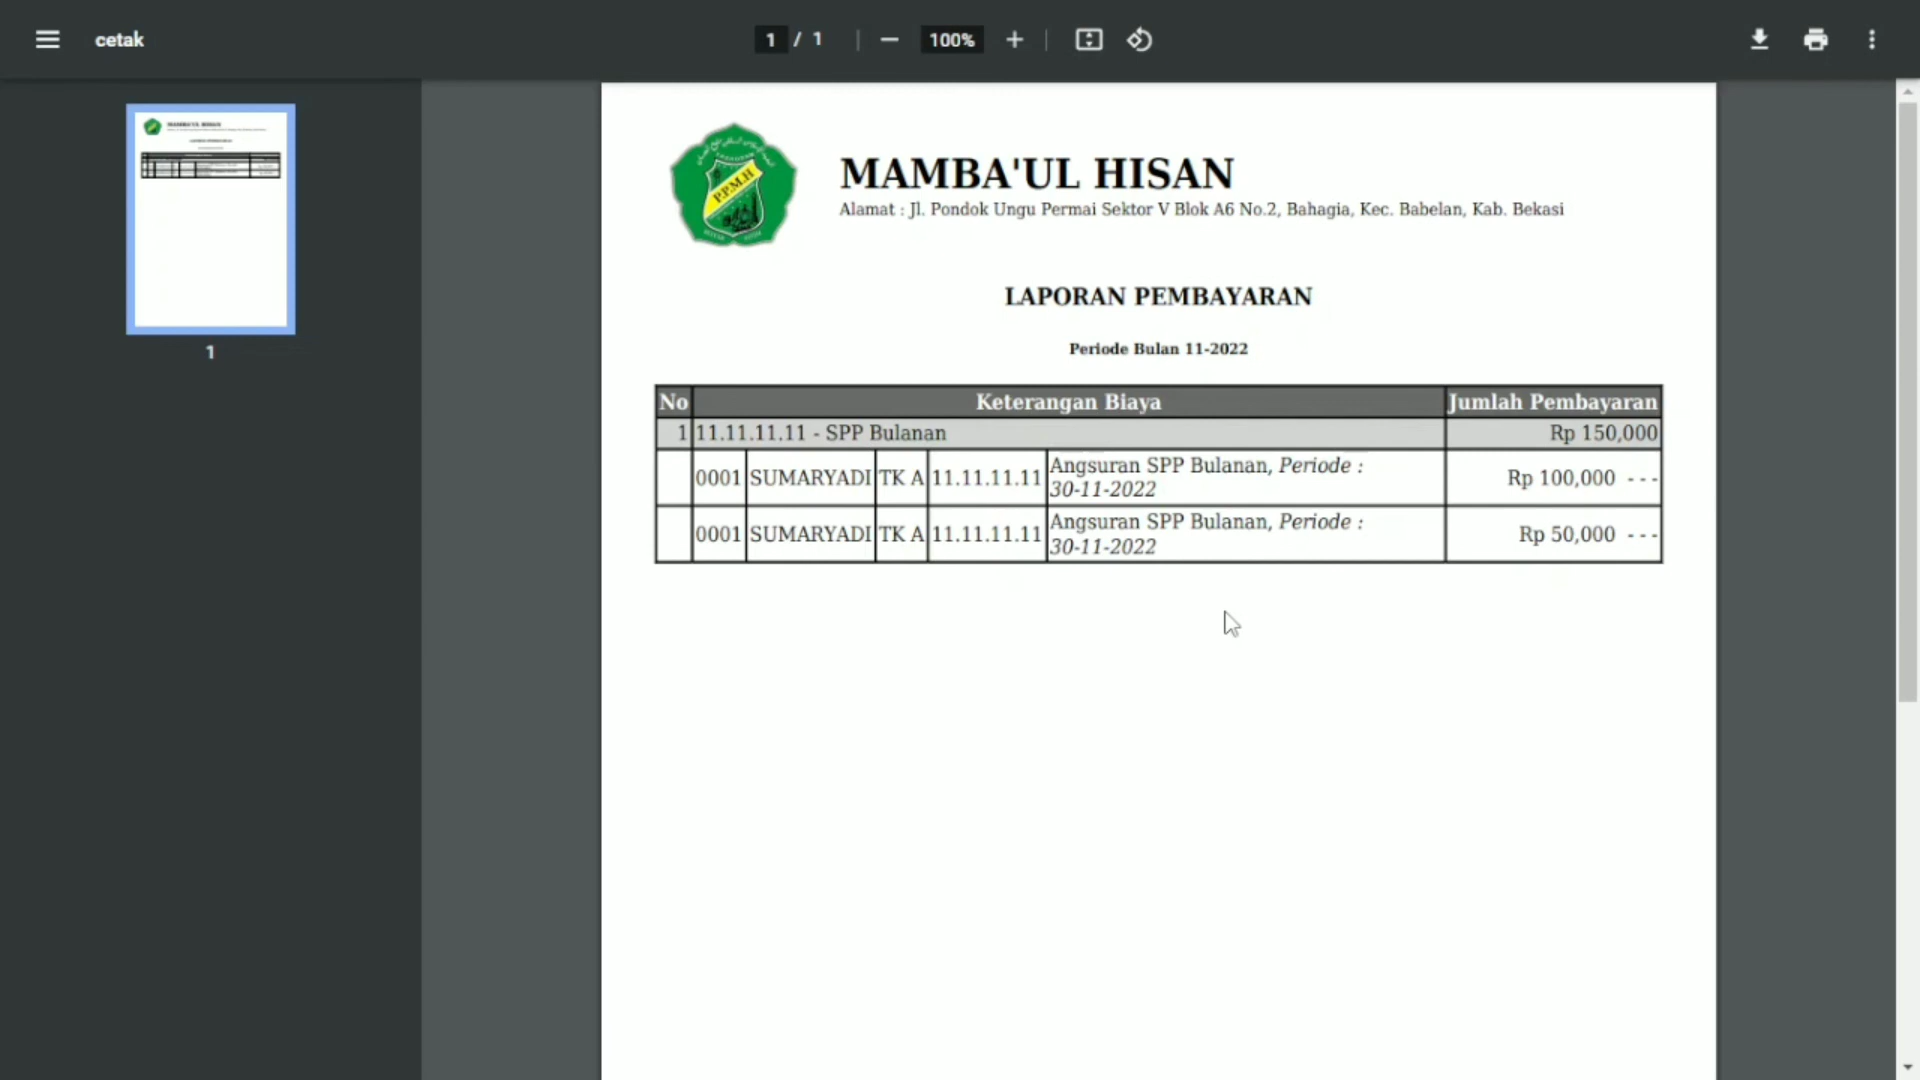 cetak
1 / 1
100%
1
P.P.M.H
MAMBA'UL HISAN
Alamat : Jl. Pondok Ungu Permai Sektor V Blok A6 No.2, Bahagia, Kec. Babelan, Kab. Bekasi
LAPORAN PEMBAYARAN
Periode Bulan 11-2022
No Keterangan Biaya Jumlah Pembayaran
1 11.11.11.11 - SPP Bulanan Rp 150,000
0001 SUMARYADI TK A 11.11.11.11 Angsuran SPP Bulanan, Periode : 
30-11-2022 Rp 100,000 ---
0001 SUMARYADI TK A 11.11.11.11 Angsuran SPP Bulanan, Periode : 
30-11-2022 Rp 50,000 ---